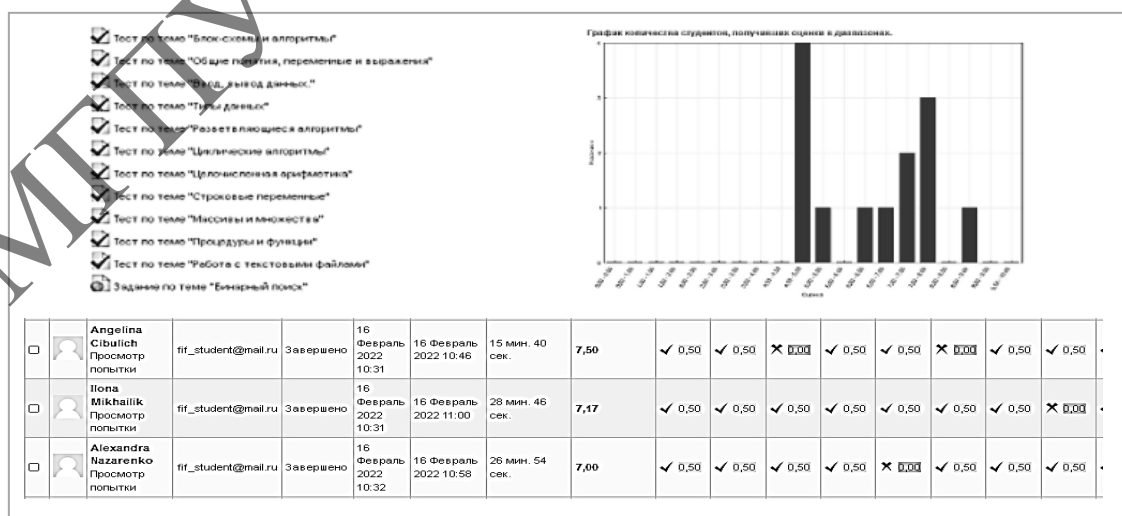 МГПУ
Тест по теме "Блок-схемы и алгоритмы"
Тест по теме "Общие понятия, переменные и выражения"
Тест по теме "Ввод, вывод данных."
Тест по теме "Типы данных"
Тест по теме "Разветвляющиеся алгоритмы"
Тест по теме "Циклические алгоритмы"
Тест по теме "Целочисленная арифметика"
Тест по теме "Строковые переменные"
Тест по теме "Массивы и множества"
Тест по теме "Процедуры и функции"
Тест по теме "Работа с текстовыми файлами"
Задание по теме "Бинарный поиск"
График количества студентов, получивших оценки в диапазонах.
Оценка
Angelina
Cibulich
Просмотр
попытки
fif_student@mail.ru
Завершено
16
Февраль
2022
10:31
16 Февраль
2022 10:46
15 мин. 40
сек.
7,50
0,50 0,50 0,00 0,50 0,50 0,00 0,50 0,50
Ilona
Mikhailik
Просмотр
попытки
fif_student@mail.ru
Завершено
16
Февраль
2022
10:31
16 Февраль
2022 11:00
28 мин. 46
сек.
7,17
0,50 0,50 0,50 0,50 0,50 0,50 0,50 0,00
Alexandra
Nazarenko
Просмотр
попытки
fif_student@mail.ru
Завершено
16
Февраль
2022
10:32
16 Февраль
2022 10:58
26 мин. 54
сек.
7,00
0,50 0,50 0,50 0,50 0,00 0,50 0,50 0,50